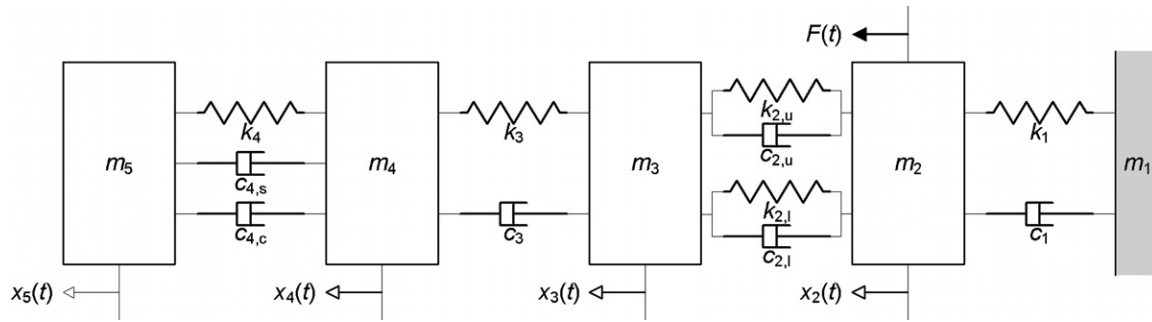 F(t)
k4
k3
k2,u
k1
c2,u
m5
m4
m3
m2
m1
c4,s
k2,l
c4,c
c3
c2,l
c1
x5(t)
x4(t)
x3(t)
x2(t)